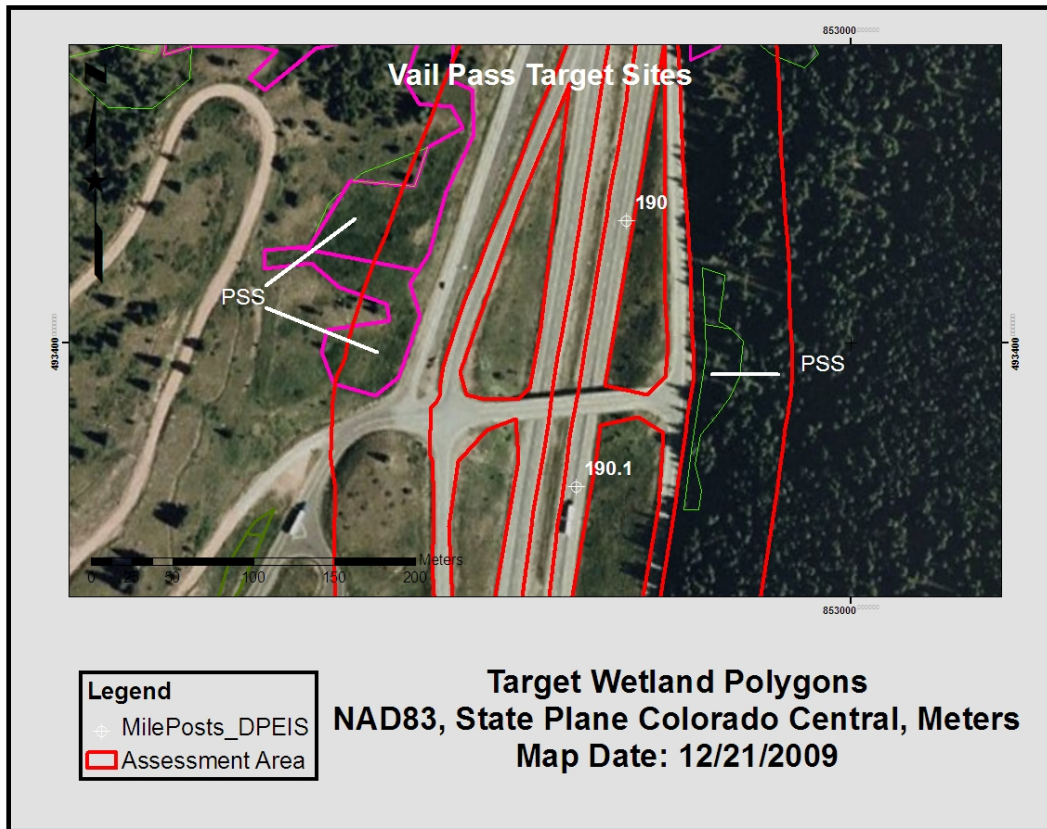 853000
Vail Pass Target Sites
190
PSS
493400
493400
PSS
190.1
Meters
0 25 50 100 150 200
853000
Legend
MilePosts_DPEIS
Assessment Area
Target Wetland Polygons
NAD83, State Plane Colorado Central, Meters
Map Date: 12/21/2009